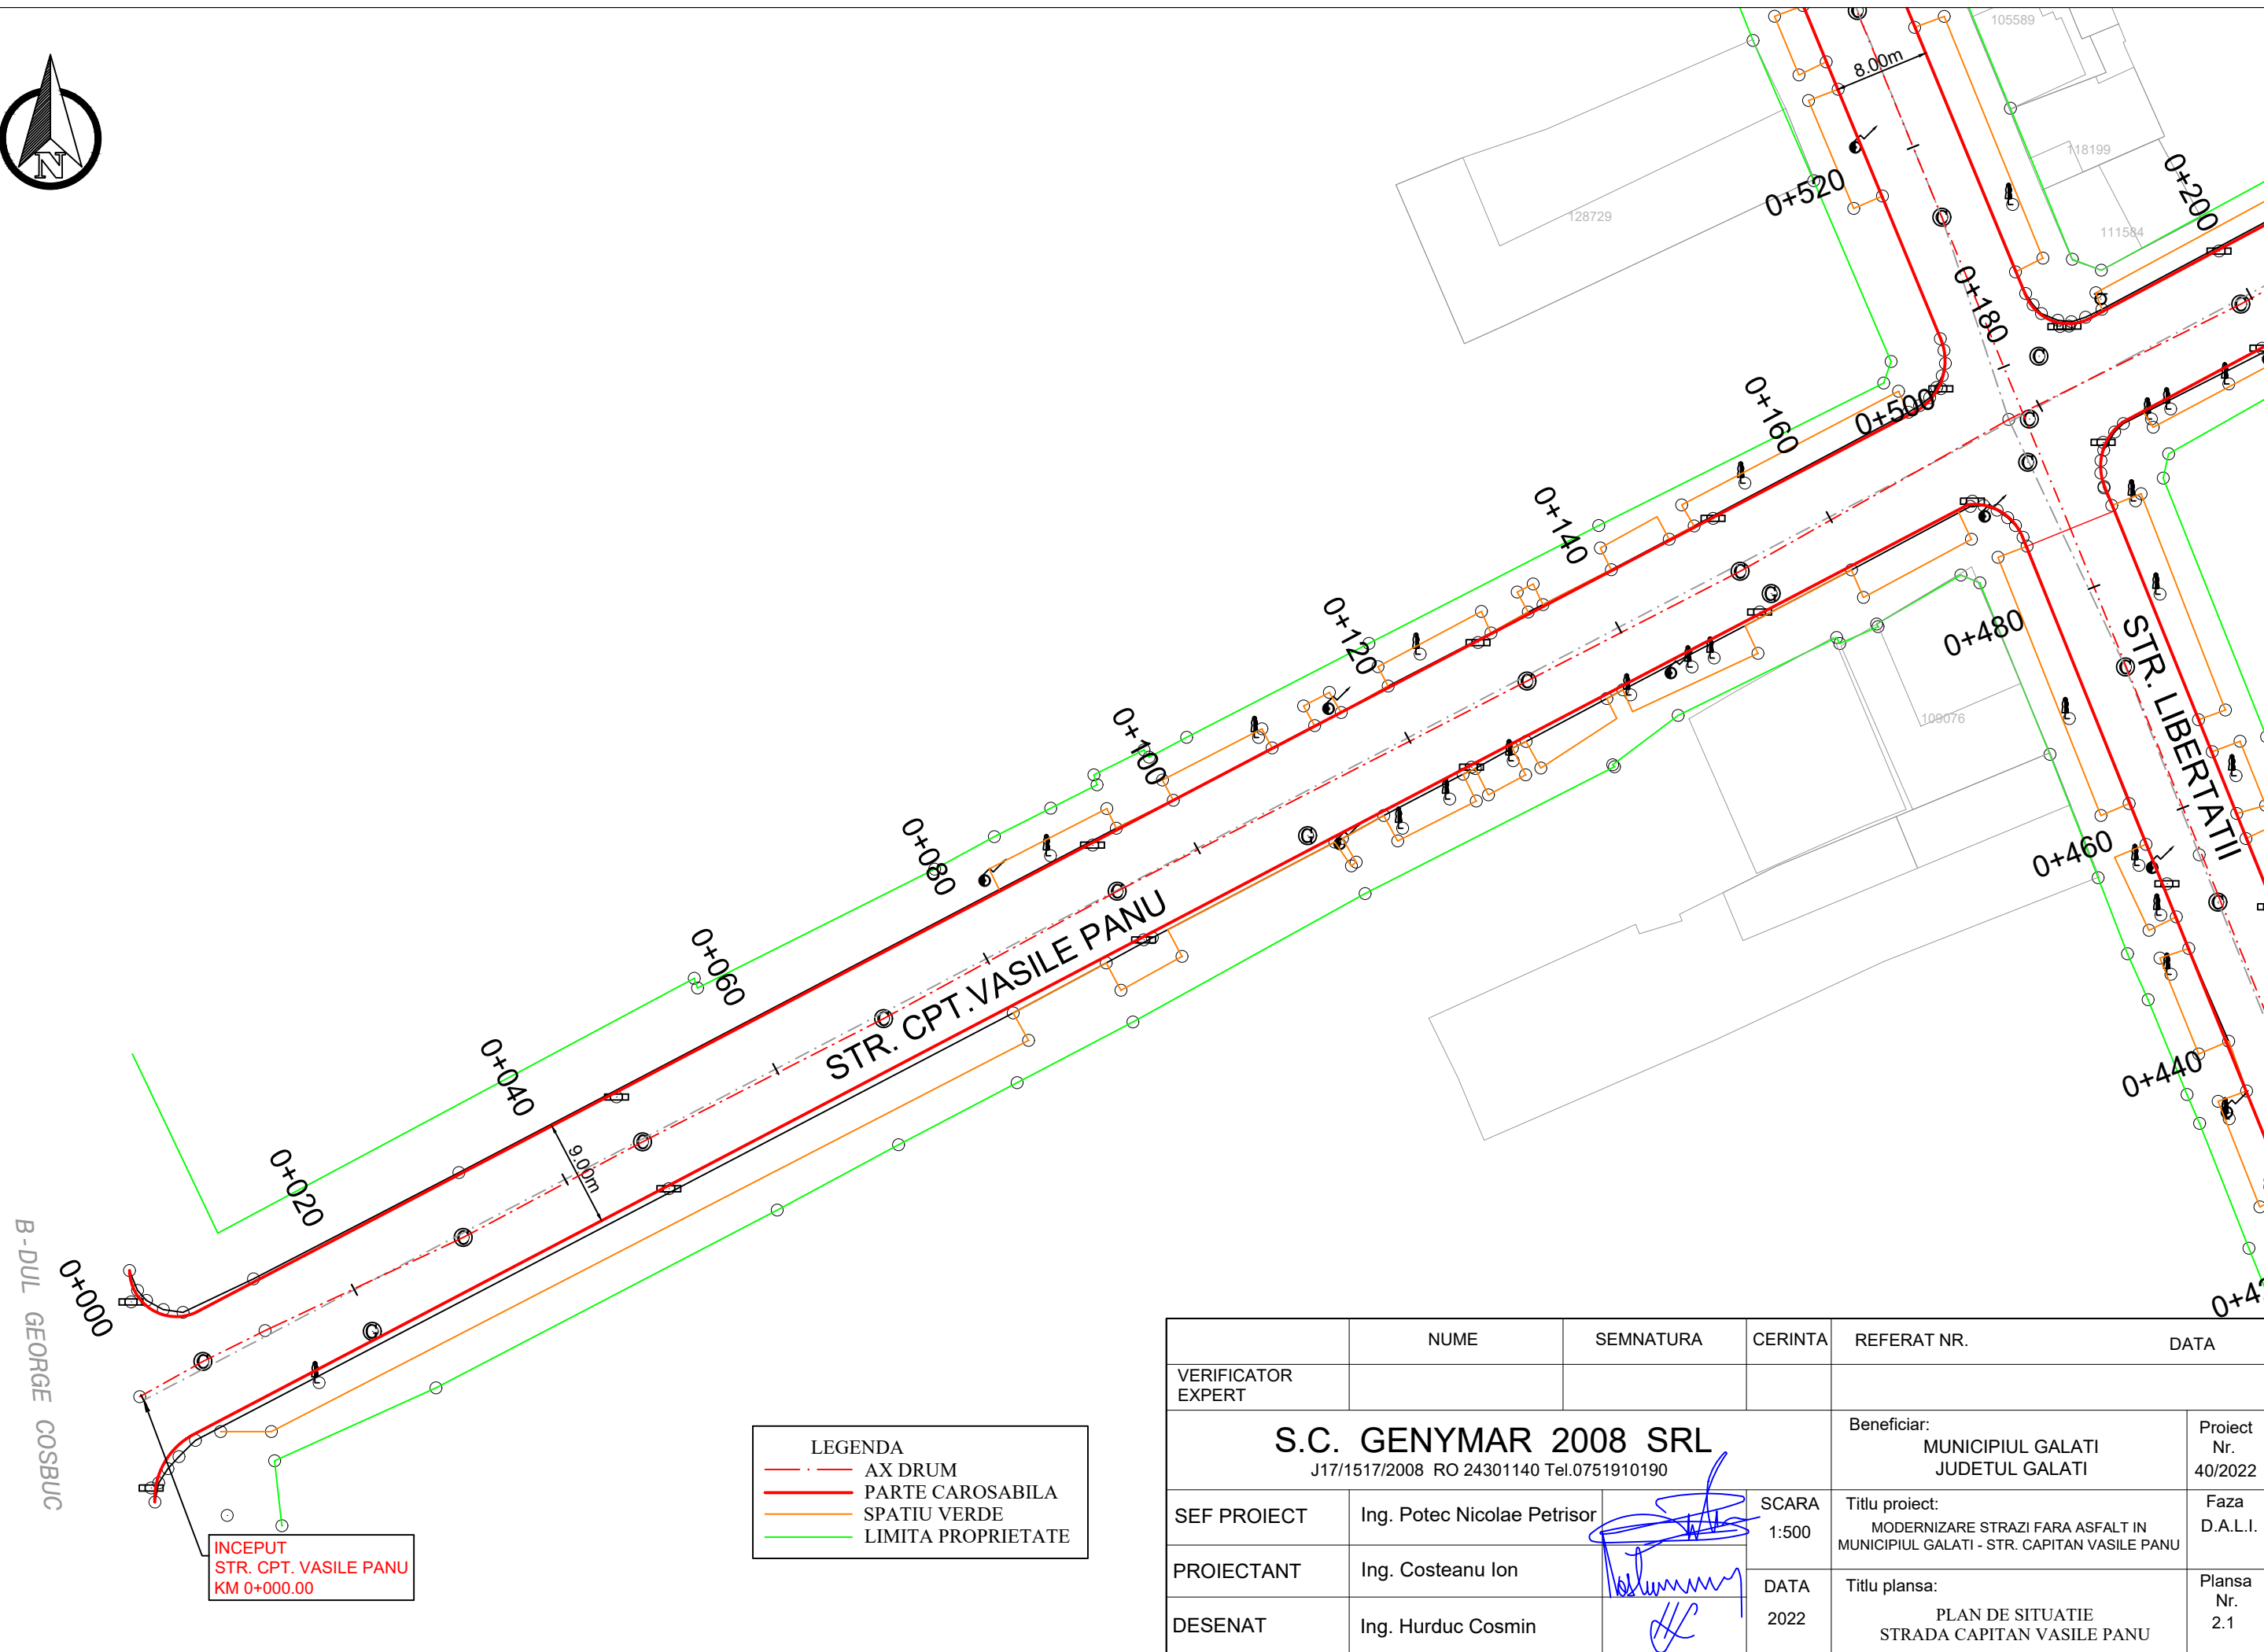 N
105589
8.00m
118199
0+200
0+520
128729
111584
0+180
0+160
0+500
0+140
0+480
0+120
STR. LIBERTATII
109076
0+100
0+460
0+080
STR. CPT.VASILE PANU
0+060
0+440
0+040
9.00m
0+020
0+000
B-DUL GEORGE COSBUC
INCEPUT
STR. CPT. VASILE PANU
KM 0+000.00
LEGENDA
AX DRUM
PARTE CAROSABILA
SPATIU VERDE
LIMITA PROPRIETATE
NUME SEMNATURA CERINTA REFERAT NR. DATA
VERIFICATOR
EXPERT
S.C. GENYMAR 2008 SRL
J17/1517/2008 RO 24301140 Tel.0751910190
Beneficiar:
MUNICIPIUL GALATI
JUDETUL GALATI
Proiect
Nr.
40/2022
SEF PROIECT Ing. Potec Nicolae Petrisor
SCARA
1:500
Titlu proiect:
MODERNIZARE STRAZI FARA ASFALT IN
MUNICIPIUL GALATI - STR. CAPITAN VASILE PANU
Faza
D.A.L.I.
PROIECTANT Ing. Costeanu Ion
DATA
2022
Titlu plansa:
PLAN DE SITUATIE
STRADA CAPITAN VASILE PANU
Plansa
Nr.
2.1
DESENAT Ing. Hurduc Cosmin